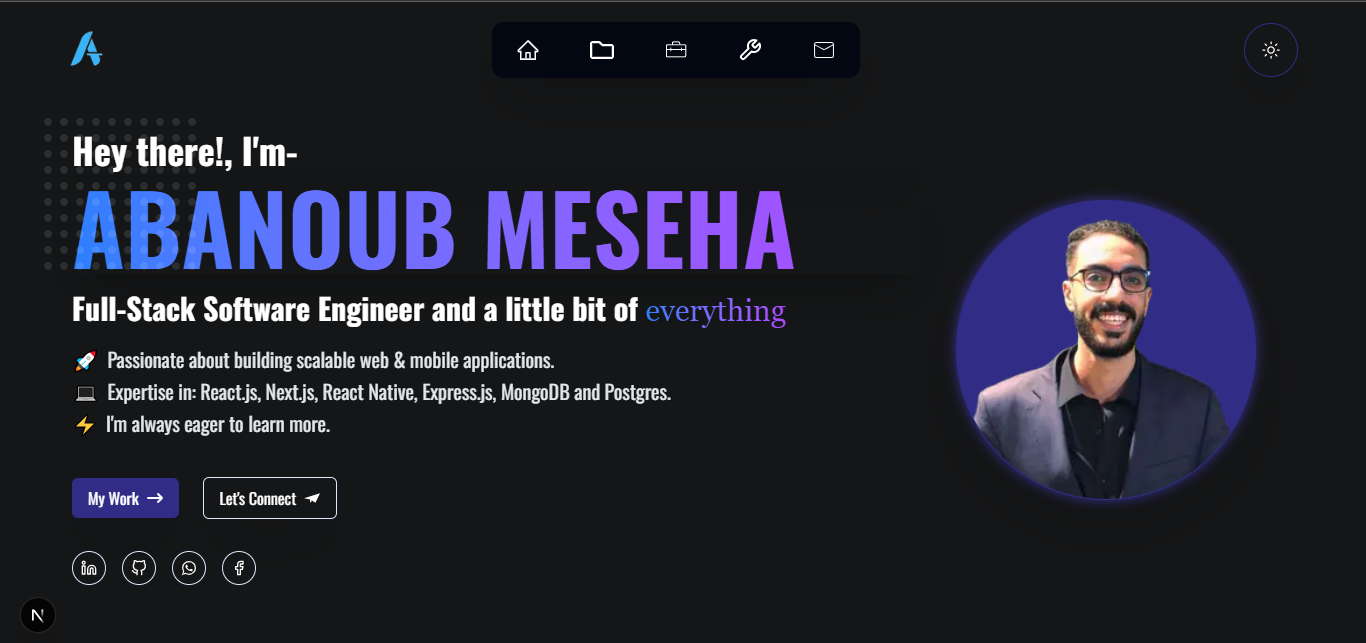 A
Hey there!, I'm-
ABANOUB MESEHA
Full-Stack Software Engineer and a little bit of everything
🚀 Passionate about building scalable web & mobile applications.
💻 Expertise in: React.js, Next.js, React Native, Express.js, MongoDB and Postgres.
⚡ I'm always eager to learn more.
My Work → Let's Connect
in f
N